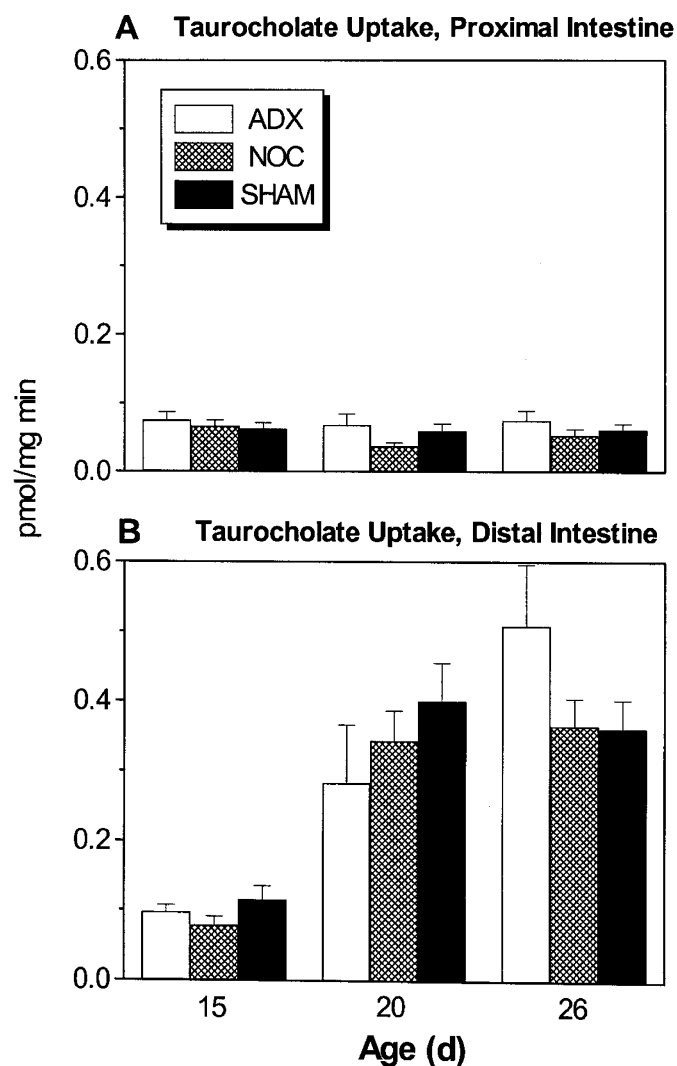 A Taurocholate Uptake, Proximal Intestine
0.6
ADX
NOC
SHAM
0.4
0.2
0.0
pmol/mg min
B Taurocholate Uptake, Distal Intestine
0.6
0.4
0.2
0.0
15 20 26
Age (d)